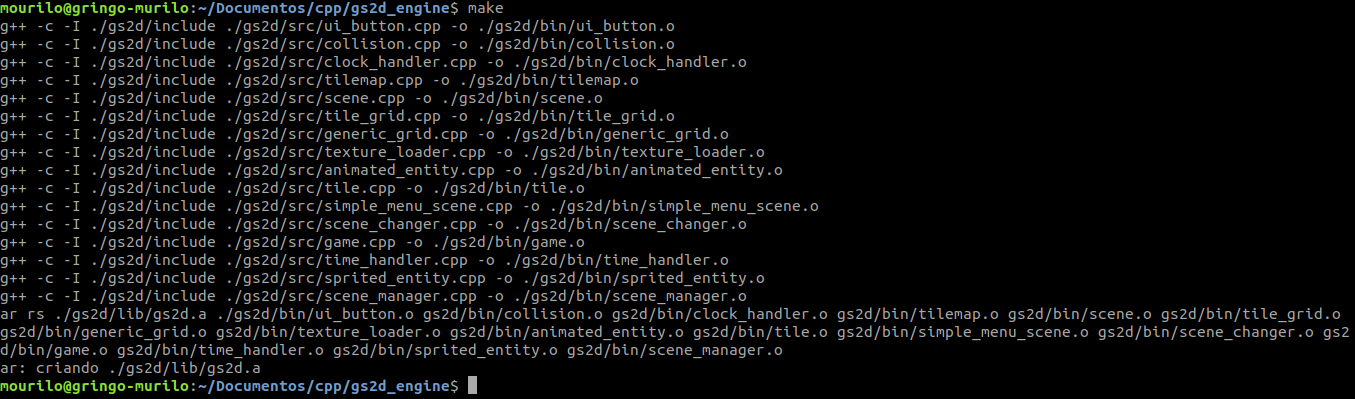 mourilo@gringo-murilo:~/Documentos/cpp/gs2d_engine$ make
g++ -c -I ./gs2d/include ./gs2d/src/ui_button.cpp -o ./gs2d/bin/ui_button.o
g++ -c -I ./gs2d/include ./gs2d/src/collision.cpp -o ./gs2d/bin/collision.o
g++ -c -I ./gs2d/include ./gs2d/src/clock_handler.cpp -o ./gs2d/bin/clock_handler.o
g++ -c -I ./gs2d/include ./gs2d/src/tilemap.cpp -o ./gs2d/bin/tilemap.o
g++ -c -I ./gs2d/include ./gs2d/src/scene.cpp -o ./gs2d/bin/scene.o
g++ -c -I ./gs2d/include ./gs2d/src/tile_grid.cpp -o ./gs2d/bin/tile_grid.o
g++ -c -I ./gs2d/include ./gs2d/src/generic_grid.cpp -o ./gs2d/bin/generic_grid.o
g++ -c -I ./gs2d/include ./gs2d/src/texture_loader.cpp -o ./gs2d/bin/texture_loader.o
g++ -c -I ./gs2d/include ./gs2d/src/animated_entity.cpp -o ./gs2d/bin/animated_entity.o
g++ -c -I ./gs2d/include ./gs2d/src/tile.cpp -o ./gs2d/bin/tile.o
g++ -c -I ./gs2d/include ./gs2d/src/simple_menu_scene.cpp -o ./gs2d/bin/simple_menu_scene.o
g++ -c -I ./gs2d/include ./gs2d/src/scene_changer.cpp -o ./gs2d/bin/scene_changer.o
g++ -c -I ./gs2d/include ./gs2d/src/game.cpp -o ./gs2d/bin/game.o
g++ -c -I ./gs2d/include ./gs2d/src/time_handler.cpp -o ./gs2d/bin/time_handler.o
g++ -c -I ./gs2d/include ./gs2d/src/sprited_entity.cpp -o ./gs2d/bin/sprited_entity.o
g++ -c -I ./gs2d/include ./gs2d/src/scene_manager.cpp -o ./gs2d/bin/scene_manager.o
ar rs ./gs2d/lib/gs2d.a ./gs2d/bin/ui_button.o gs2d/bin/collision.o gs2d/bin/clock_handler.o gs2d/bin/tilemap.o gs2d/bin/scene.o gs2d/bin/tile_grid.o
gs2d/bin/generic_grid.o gs2d/bin/texture_loader.o gs2d/bin/animated_entity.o gs2d/bin/tile.o gs2d/bin/simple_menu_scene.o gs2d/bin/scene_changer.o gs2
d/bin/game.o gs2d/bin/time_handler.o gs2d/bin/sprited_entity.o gs2d/bin/scene_manager.o
ar: criando ./gs2d/lib/gs2d.a
mourilo@gringo-murilo:~/Documentos/cpp/gs2d_engine$